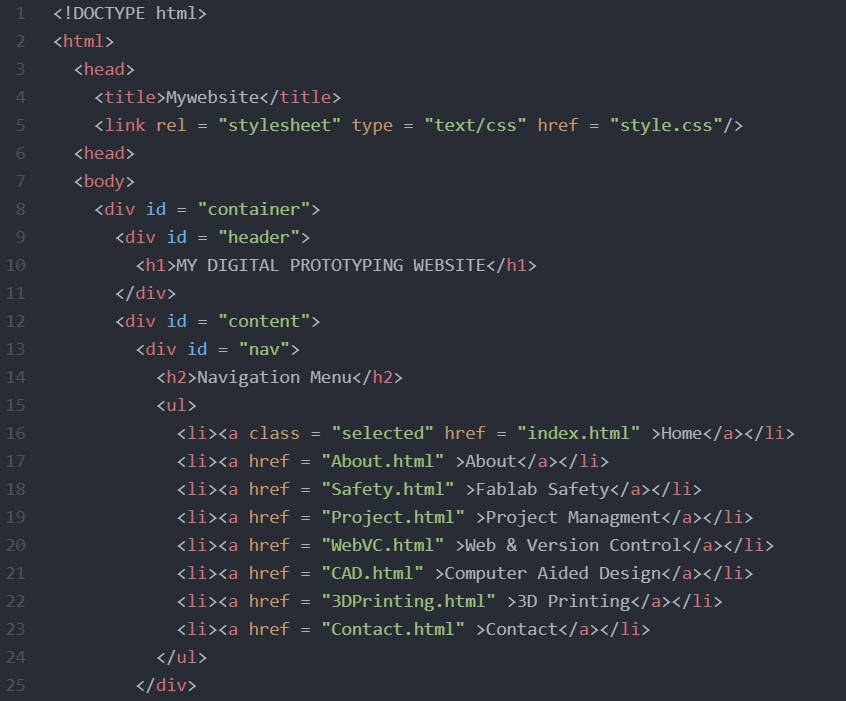 1 <!DOCTYPE html>
2 <html>
3 <head>
4 <title>Mywebsite</title>
5 <link rel = "stylesheet" type = "text/css" href = "style.css"/>
6 <head>
7 <body>
8 <div id = "container">
9 <div id = "header">
10 <h1>MY DIGITAL PROTOTYPING WEBSITE</h1>
11 </div>
12 <div id = "content">
13 <div id = "nav">
14 <h2>Navigation Menu</h2>
15 <ul>
16 <li><a class = "selected" href = "index.html" >Home</a></li>
17 <li><a href = "About.html" >About</a></li>
18 <li><a href = "Safety.html" >Fablab Safety</a></li>
19 <li><a href = "Project.html" >Project Managment</a></li>
20 <li><a href = "WebVC.html" >Web & Version Control</a></li>
21 <li><a href = "CAD.html" >Computer Aided Design</a></li>
22 <li><a href = "3DPrinting.html" >3D Printing</a></li>
23 <li><a href = "Contact.html" >Contact</a></li>
24 </ul>
25 </div>